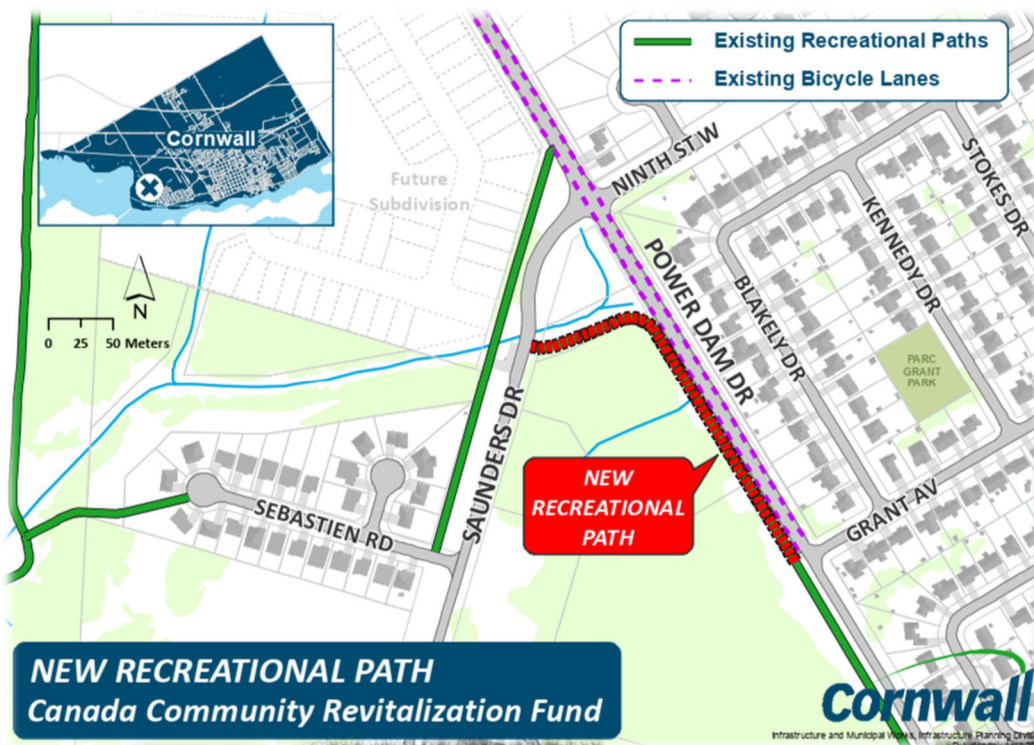 Existing Recreational Paths
Existing Bicycle Lanes
Cornwall
Future
Subdivision
NINTH ST W
STOKES DR
KENNEDY DR
POWER DAM DR
BLAKELY DR
N
0 25 50 Meters
PARC
GRANT
PARK
SAUNDERS DR
NEW
RECREATIONAL
PATH
GRANT AV
SEBASTIEN RD
NEW RECREATIONAL PATH
Canada Community Revitalization Fund
Cornwall
Infrastructure and Municipal Works, Infrastructure Planning